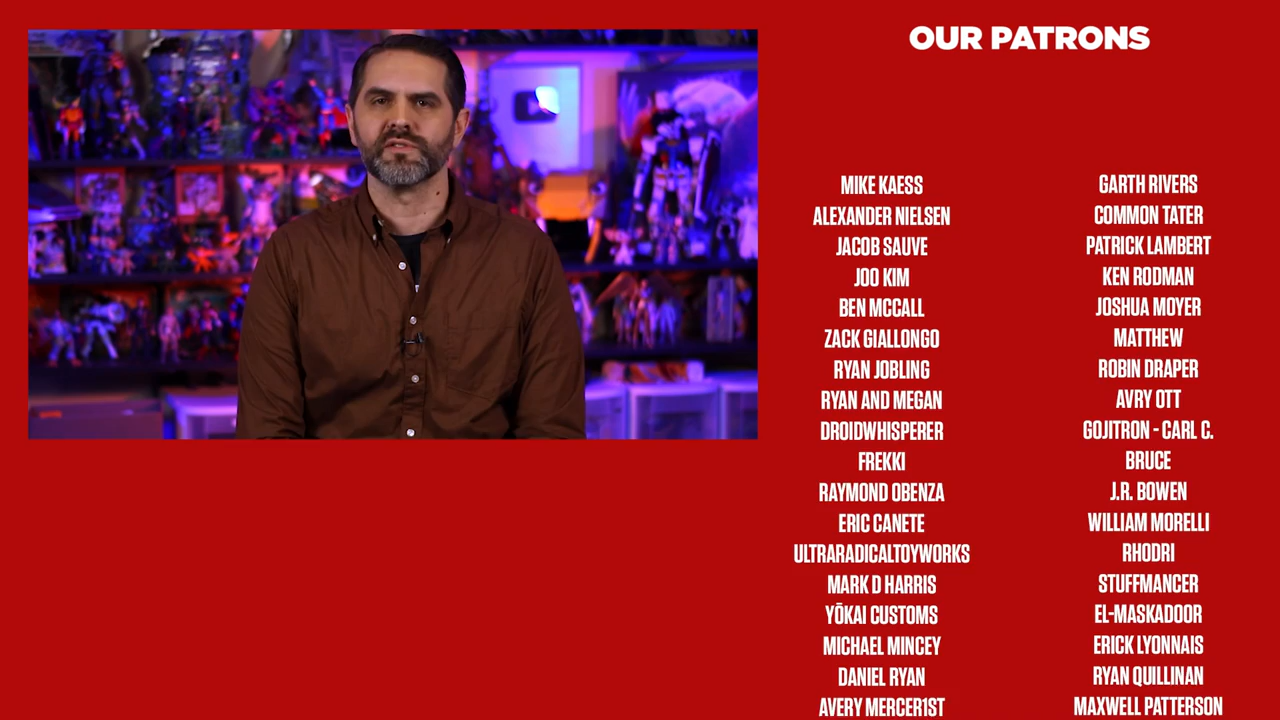 OUR PATRONS
MIKE KAESS
ALEXANDER NIELSEN
JACOB SAUVE
JOO KIM
BEN MCCALL
ZACK GIALLONGO
RYAN JOBLING
RYAN AND MEGAN
DROIDWHISPERER
FREKKI
RAYMOND OBENZA
ERIC CANETE
ULTRARADICALTOYWORKS
MARK D HARRIS
YŌKAI CUSTOMS
MICHAEL MINCEY
DANIEL RYAN
AVERY MERCER1ST
GARTH RIVERS
COMMON TATER
PATRICK LAMBERT
KEN RODMAN
JOSHUA MOYER
MATTHEW
ROBIN DRAPER
AVRY OTT
GOJITRON - CARL C.
BRUCE
J.R. BOWEN
WILLIAM MORELLI
RHODRI
STUFFMANCER
EL-MASKADOOR
ERICK LYONNAIS
RYAN QUILLINAN
MAXWELL PATTERSON